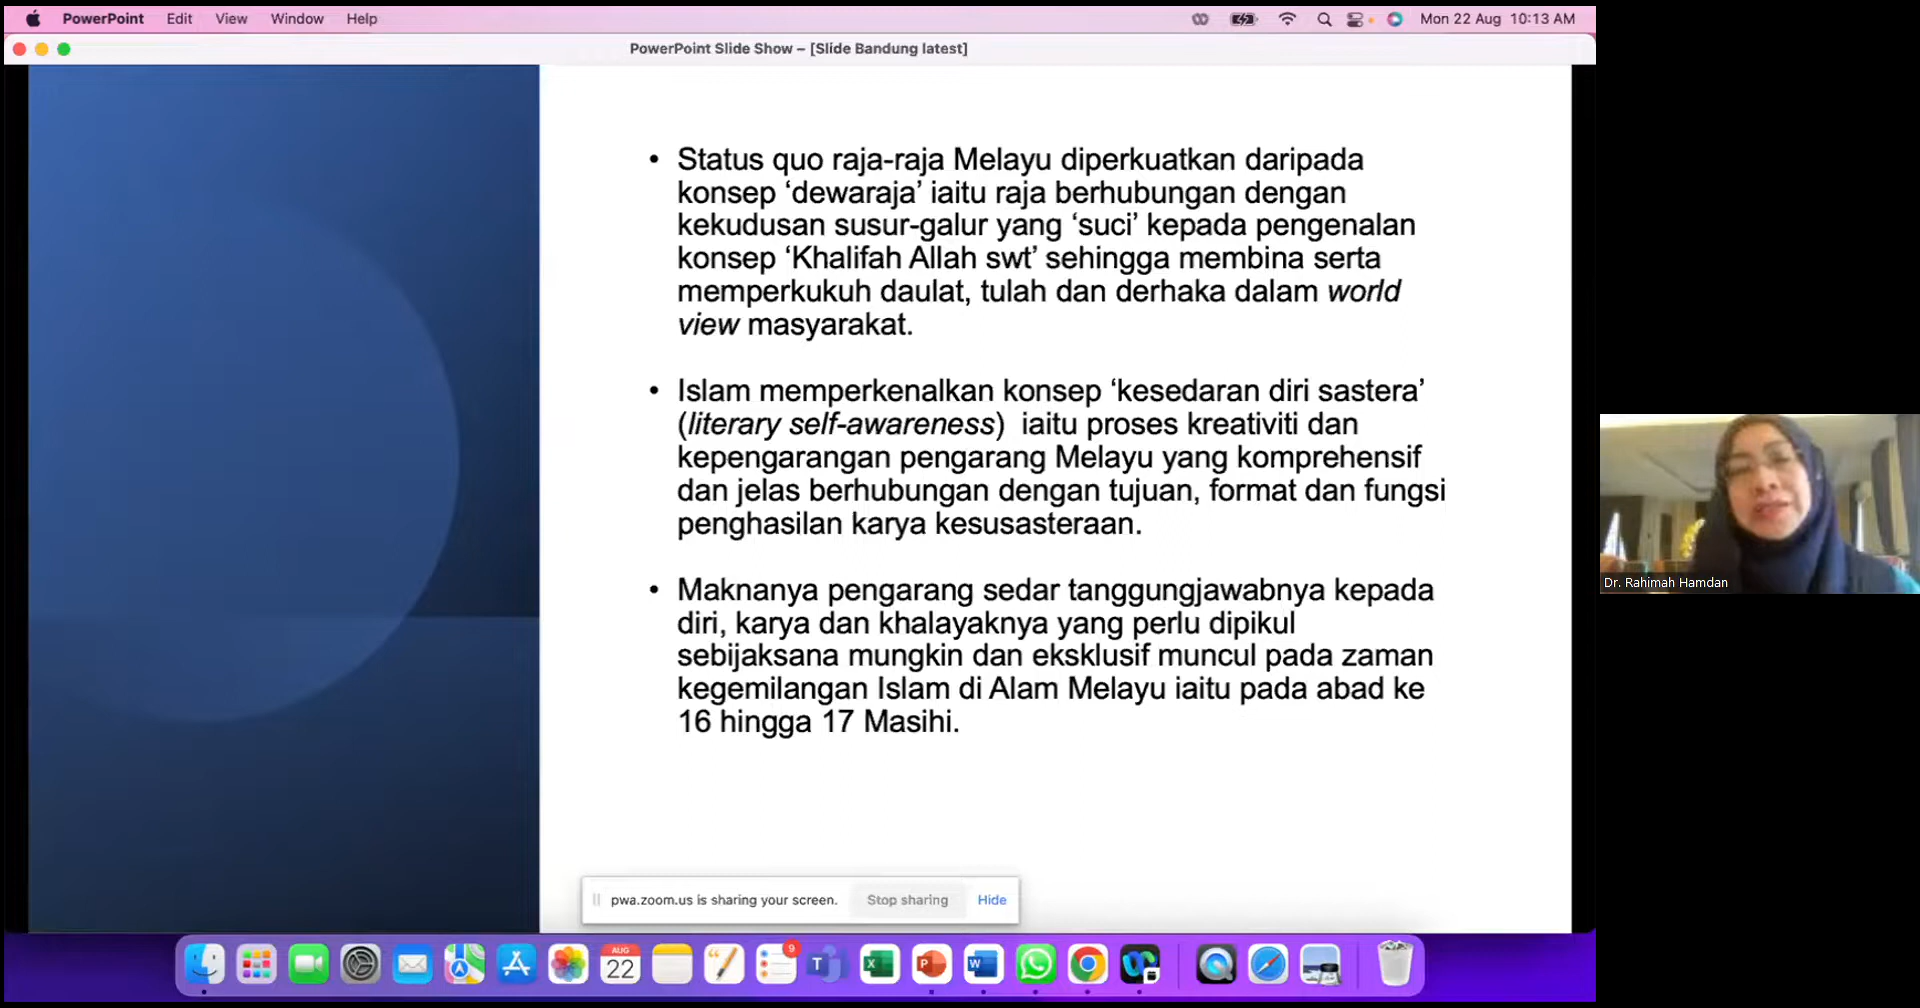 PowerPoint Edit View Window Help Mon 22 Aug 10:13 AM
PowerPoint Slide Show – [Slide Bandung latest]
• Status quo raja-raja Melayu diperkuatkan daripada
konsep ‘dewaraja’ iaitu raja berhubungan dengan
kekudusan susur-galur yang ‘suci’ kepada pengenalan
konsep ‘Khalifah Allah swt’ sehingga membina serta
memperkukuh daulat, tulah dan derhaka dalam world
view masyarakat.
• Islam memperkenalkan konsep ‘kesedaran diri sastera’
(literary self-awareness) iaitu proses kreativiti dan
kepengarangan pengarang Melayu yang komprehensif
dan jelas berhubungan dengan tujuan, format dan fungsi
penghasilan karya kesusasteraan.
• Maknanya pengarang sedar tanggungjawabnya kepada
diri, karya dan khalayaknya yang perlu dipikul
sebijaksana mungkin dan eksklusif muncul pada zaman
kegemilangan Islam di Alam Melayu iaitu pada abad ke
16 hingga 17 Masihi.
Dr. Rahimah Hamdan
pwa.zoom.us is sharing your screen. Stop sharing Hide
AUG
22
9
T
X
P
W